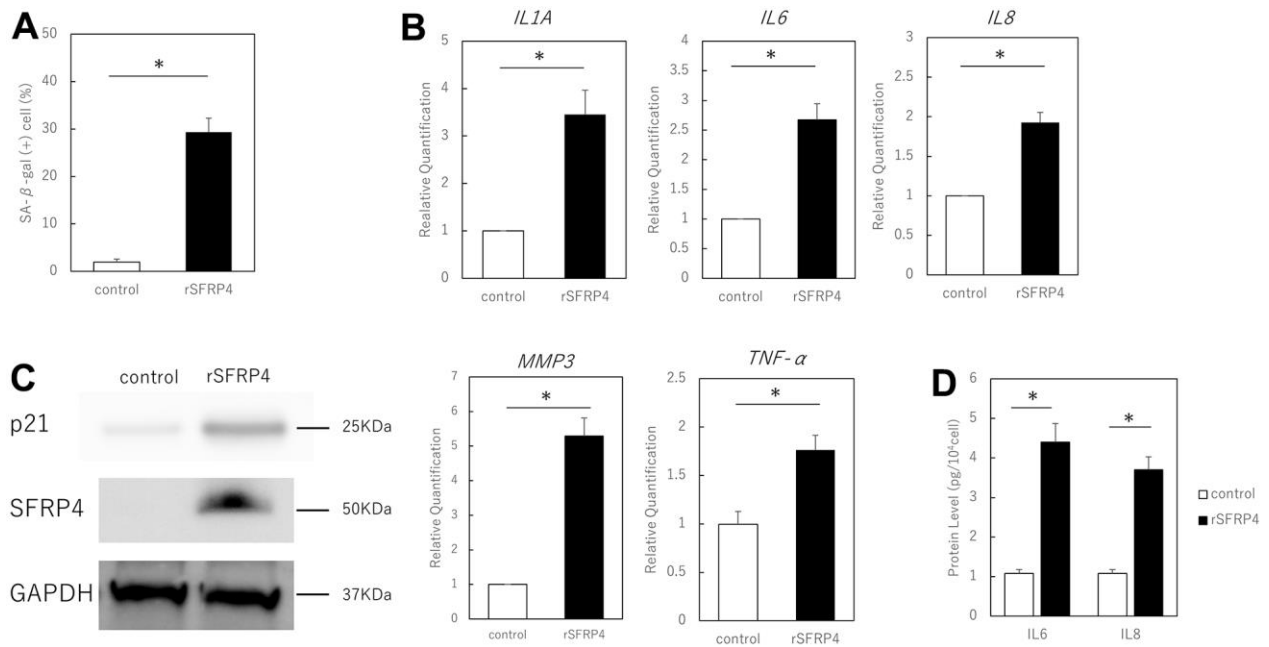 A
SA-β-gal (+) cell (%)
50
40
30
20
10
0
*
control
rSFRP4
B
IL1A
Realative Quantification
5
4
3
2
1
0
*
control
rSFRP4
IL6
Relative Quantification
4
3.5
3
2.5
2
1.5
1
0.5
0
*
control
rSFRP4
IL8
Relative Quantification
3
2.5
2
1.5
1
0.5
0
*
control
rSFRP4
C
control rSFRP4
p21 25KDa
SFRP4 50KDa
GAPDH 37KDa
MMP3
Relative Quantification
7
6
5
4
3
2
1
0
*
control
rSFRP4
TNF-α
Relative Quantification
2.5
2
1.5
1
0.5
0
*
control
rSFRP4
D
Protein Level (pg/10⁴cell)
6
5
4
3
2
1
0
*
*
IL6
IL8
control
rSFRP4